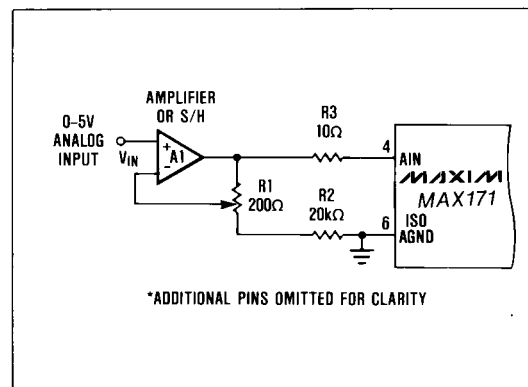 AMPLIFIER
OR S/H
0–5V
ANALOG
INPUT
VIN
+
−
A1
R3
10Ω
4
AIN
MAXIM
MAX171
R1
200Ω
R2
20kΩ
6
ISO
AGND
*ADDITIONAL PINS OMITTED FOR CLARITY